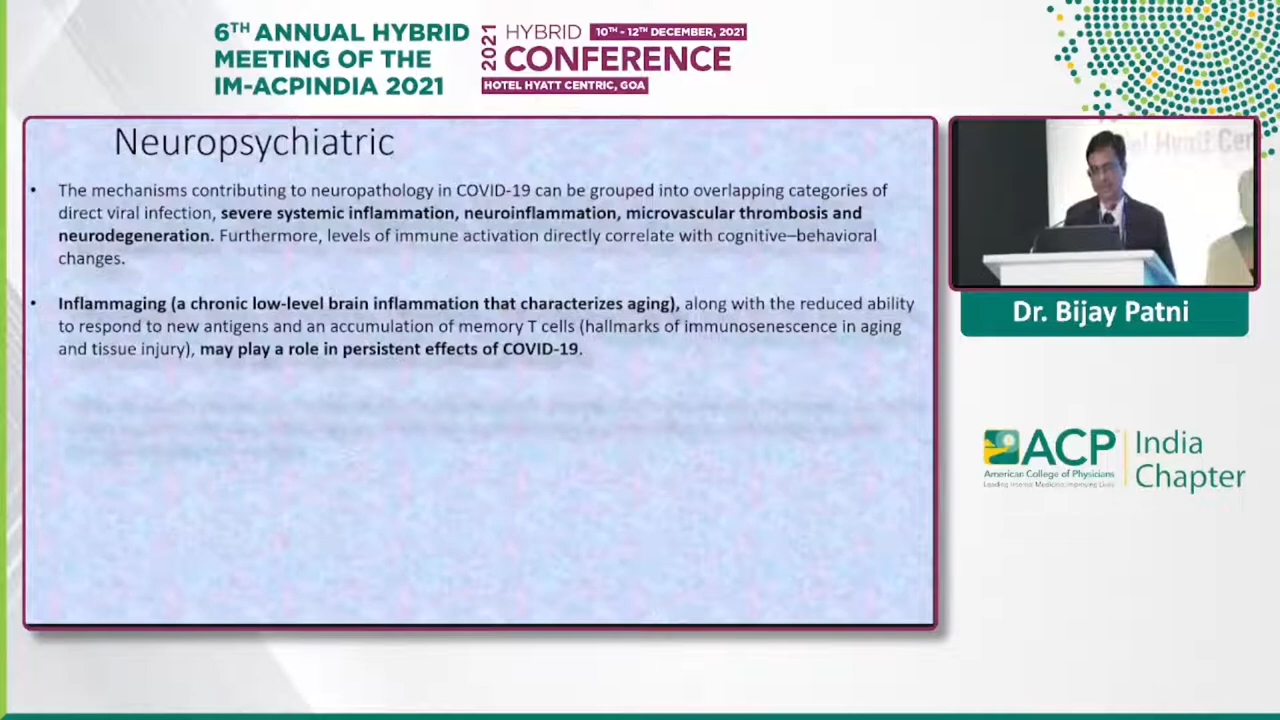 6TH ANNUAL HYBRID
MEETING OF THE
IM-ACPINDIA 2021
2021
HYBRID
10TH - 12TH DECEMBER, 2021
CONFERENCE
HOTEL HYATT CENTRIC, GOA
Neuropsychiatric
• The mechanisms contributing to neuropathology in COVID-19 can be grouped into overlapping categories of
direct viral infection, severe systemic inflammation, neuroinflammation, microvascular thrombosis and
neurodegeneration. Furthermore, levels of immune activation directly correlate with cognitive–behavioral
changes.
• Inflammaging (a chronic low-level brain inflammation that characterizes aging), along with the reduced ability
to respond to new antigens and an accumulation of memory T cells (hallmarks of immunosenescence in aging
and tissue injury), may play a role in persistent effects of COVID-19.
Dr. Bijay Patni
ACP
American College of Physicians
Leading Internal Medicine, Improving Lives
India
Chapter